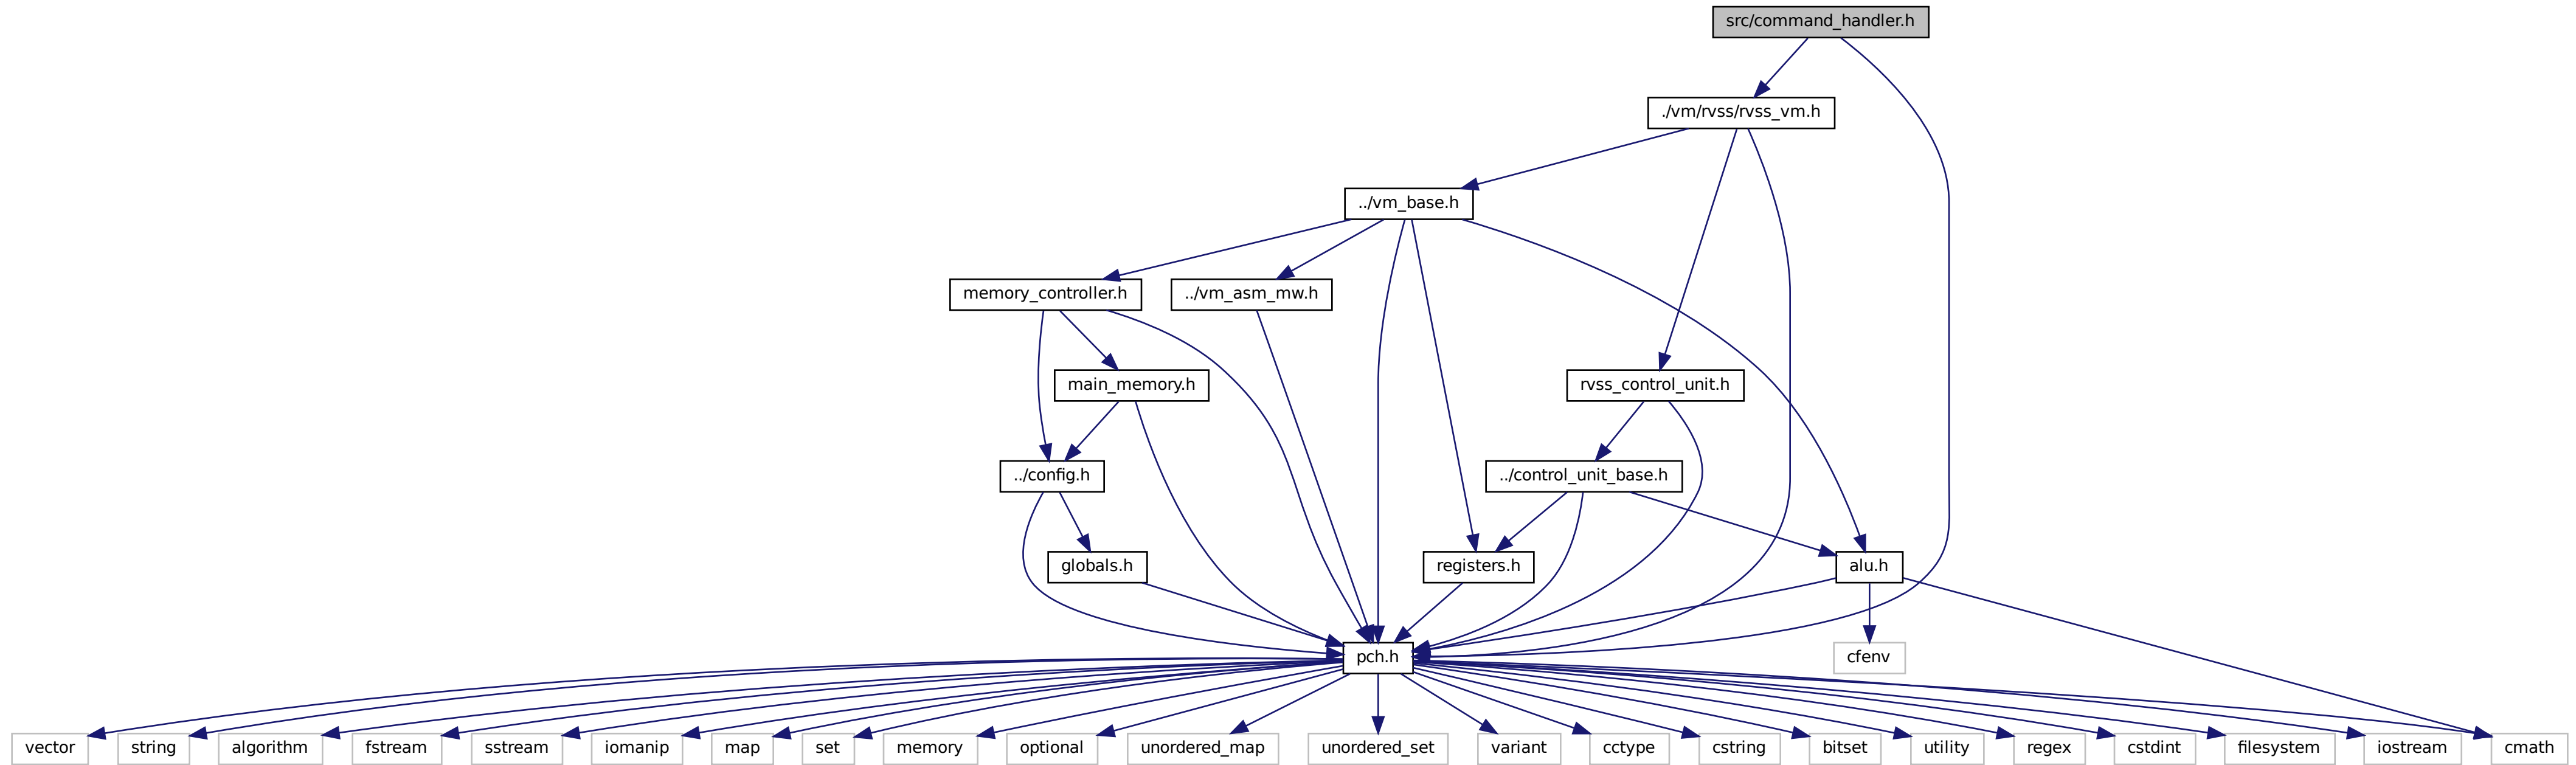 src/command_handler.h
./vm/rvss/rvss_vm.h
../vm_base.h
memory_controller.h
../vm_asm_mw.h
main_memory.h
rvss_control_unit.h
../config.h
../control_unit_base.h
globals.h
registers.h
alu.h
pch.h
cfenv
vector
string
algorithm
fstream
sstream
iomanip
map
set
memory
optional
unordered_map
unordered_set
variant
cctype
cstring
bitset
utility
regex
cstdint
filesystem
iostream
cmath